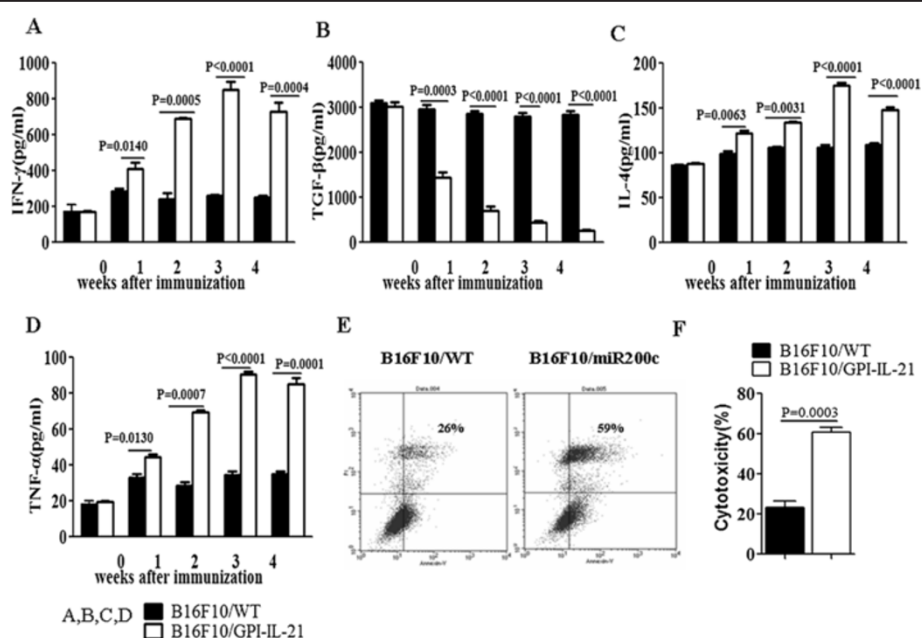 A
IFN-γ(pg/ml)
1000
800
600
400
200
0
P=0.0140
P=0.0005
P<0.0001
P=0.0004
0 1 2 3 4
weeks after immunization
B
TGF-β(pg/ml)
4000
3000
2000
1000
0
P=0.0003
P<0.0001
P<0.0001
P<0.0001
0 1 2 3 4
weeks after immunization
C
IL-4(pg/ml)
200
150
100
50
0
P=0.0063
P=0.0031
P<0.0001
P<0.0001
0 1 2 3 4
weeks after immunization
D
TNF-α(pg/ml)
100
80
60
40
20
0
P=0.0130
P=0.0007
P<0.0001
P=0.0001
0 1 2 3 4
weeks after immunization
A,B,C,D
B16F10/WT
B16F10/GPI-IL-21
E
B16F10/WT
Data.004
26%
Annexin-V
B16F10/miR200c
Data.005
59%
Annexin-V
F
B16F10/WT
B16F10/GPI-IL-21
Cytotoxicity(%)
80
60
40
20
0
P=0.0003